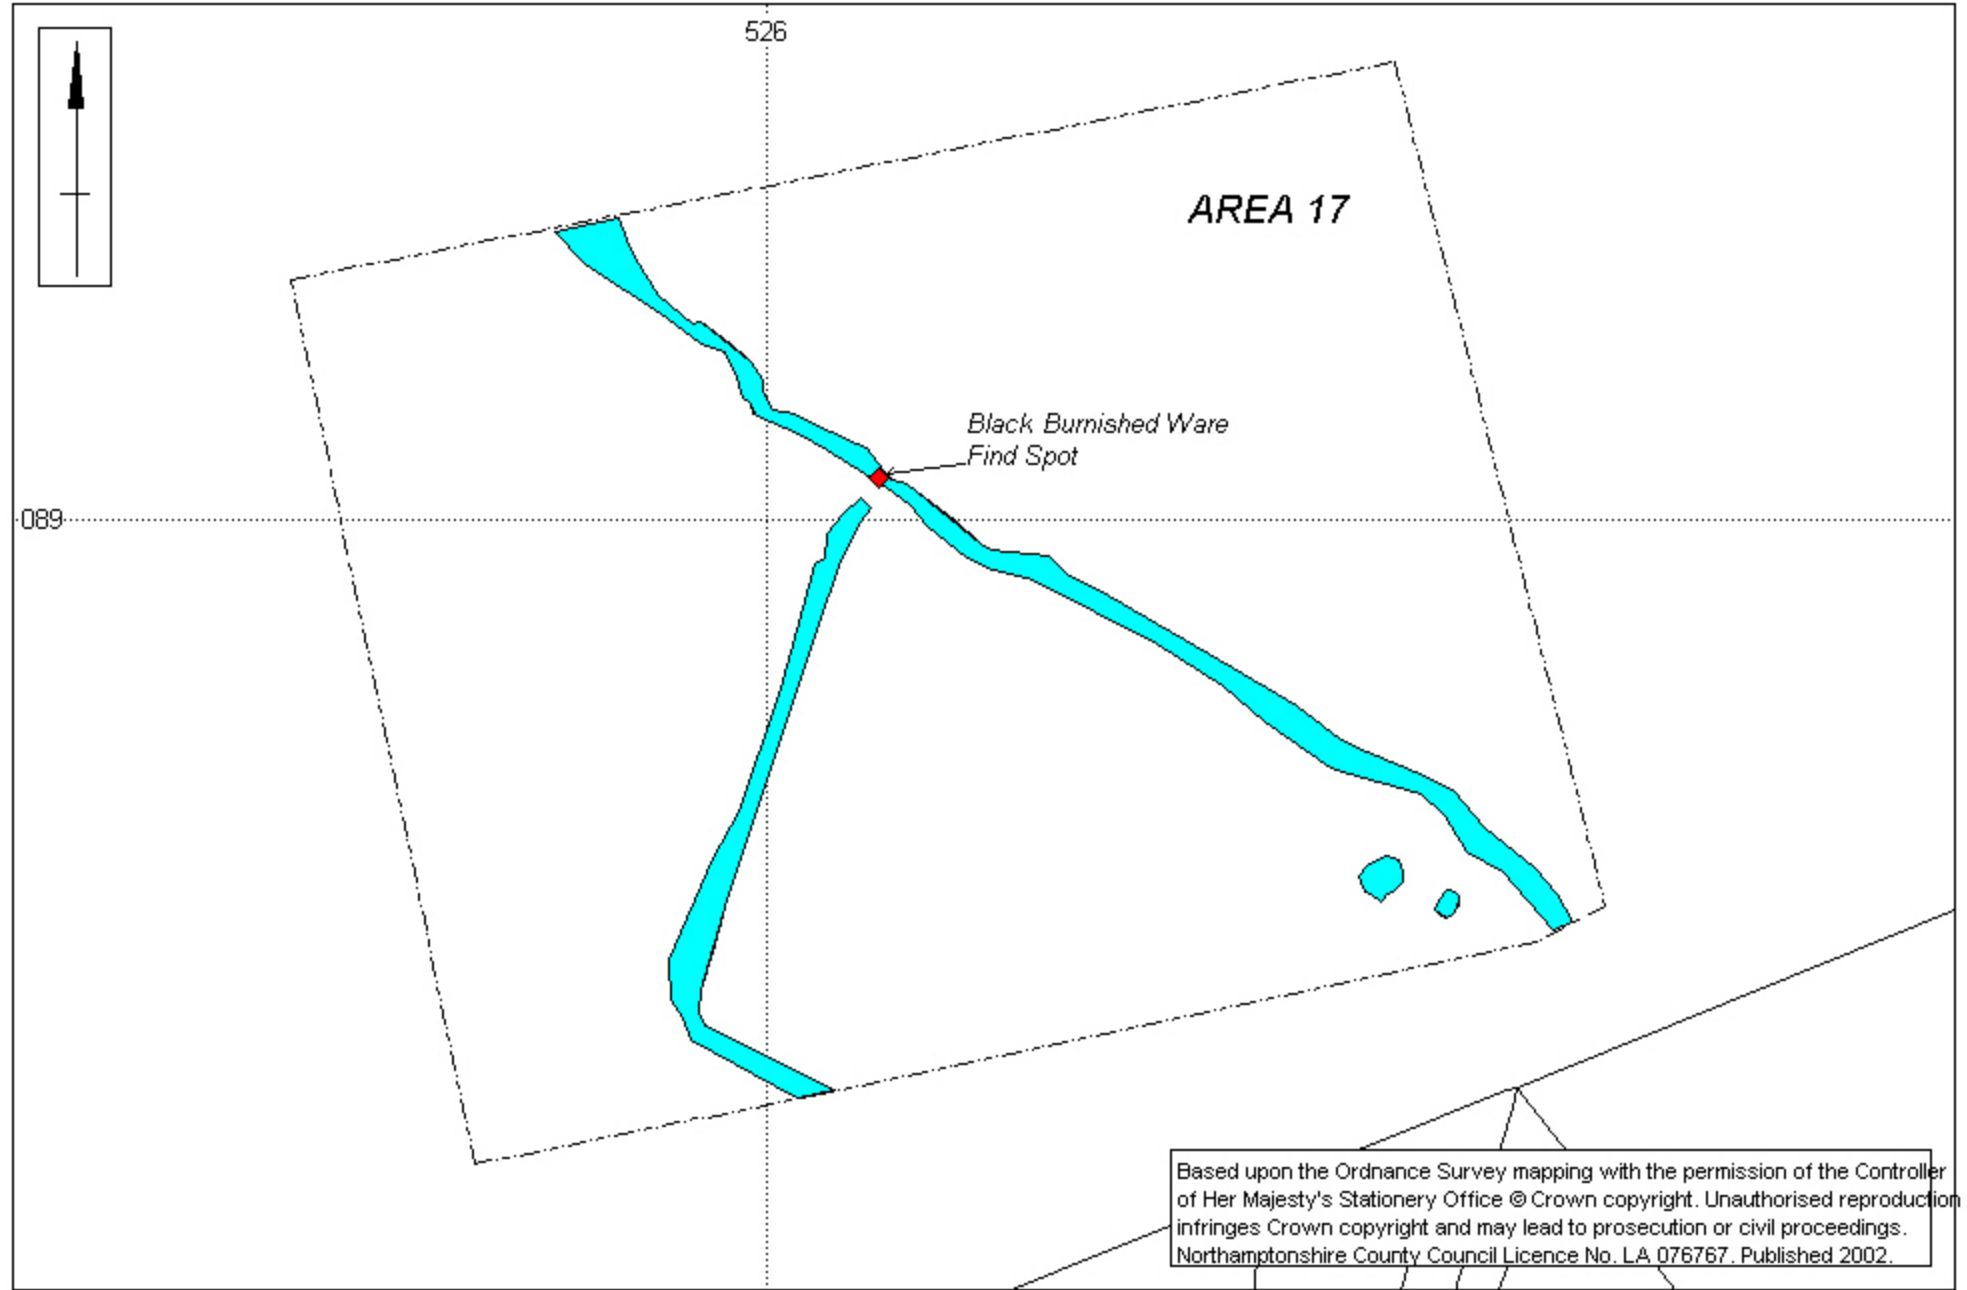 526
AREA 17
Black Burnished Ware
Find Spot
089
Based upon the Ordnance Survey mapping with the permission of the Controller
of Her Majesty's Stationery Office © Crown copyright. Unauthorised reproduction
infringes Crown copyright and may lead to prosecution or civil proceedings.
Northamptonshire County Council Licence No. LA 076767. Published 2002.